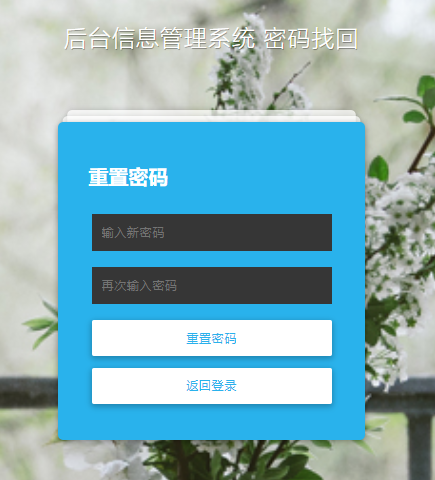 后台信息管理系统 密码找回
重置密码
输入新密码
再次输入密码
重置密码
返回登录